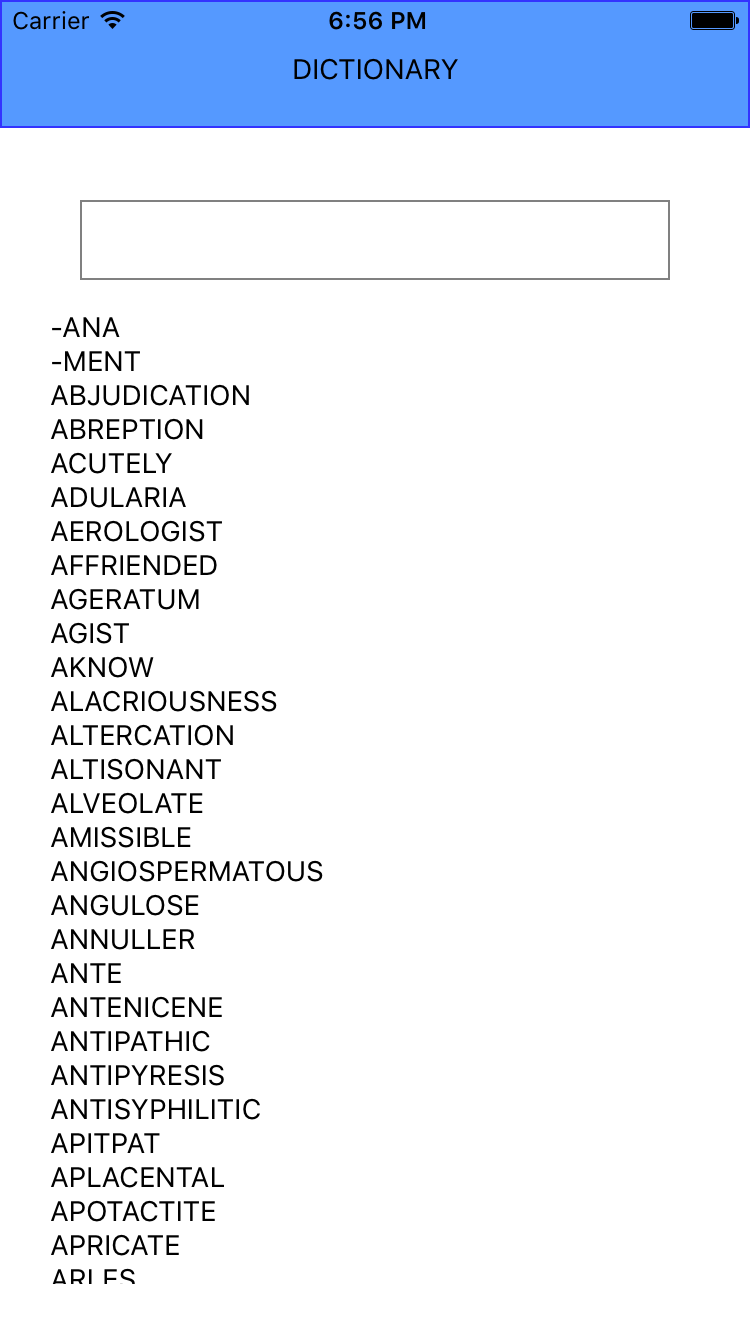 Carrier 6:56 PM
DICTIONARY
-ANA
-MENT
ABJUDICATION
ABREPTION
ACUTELY
ADULARIA
AEROLOGIST
AFFRIENDED
AGERATUM
AGIST
AKNOW
ALACRIOUSNESS
ALTERCATION
ALTISONANT
ALVEOLATE
AMISSIBLE
ANGIOSPERMATOUS
ANGULOSE
ANNULLER
ANTE
ANTENICENE
ANTIPATHIC
ANTIPYRESIS
ANTISYPHILITIC
APITPAT
APLACENTAL
APOTACTITE
APRICATE
ARLES